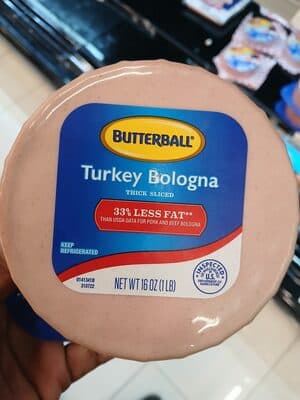 BUTTERBALL®
Turkey Bologna
THICK SLICED
33% LESS FAT**
THAN USDA DATA FOR PORK AND BEEF BOLOGNA
KEEP
REFRIGERATED
INSPECTED
U.S.
NET WT 16 OZ (1 LB)